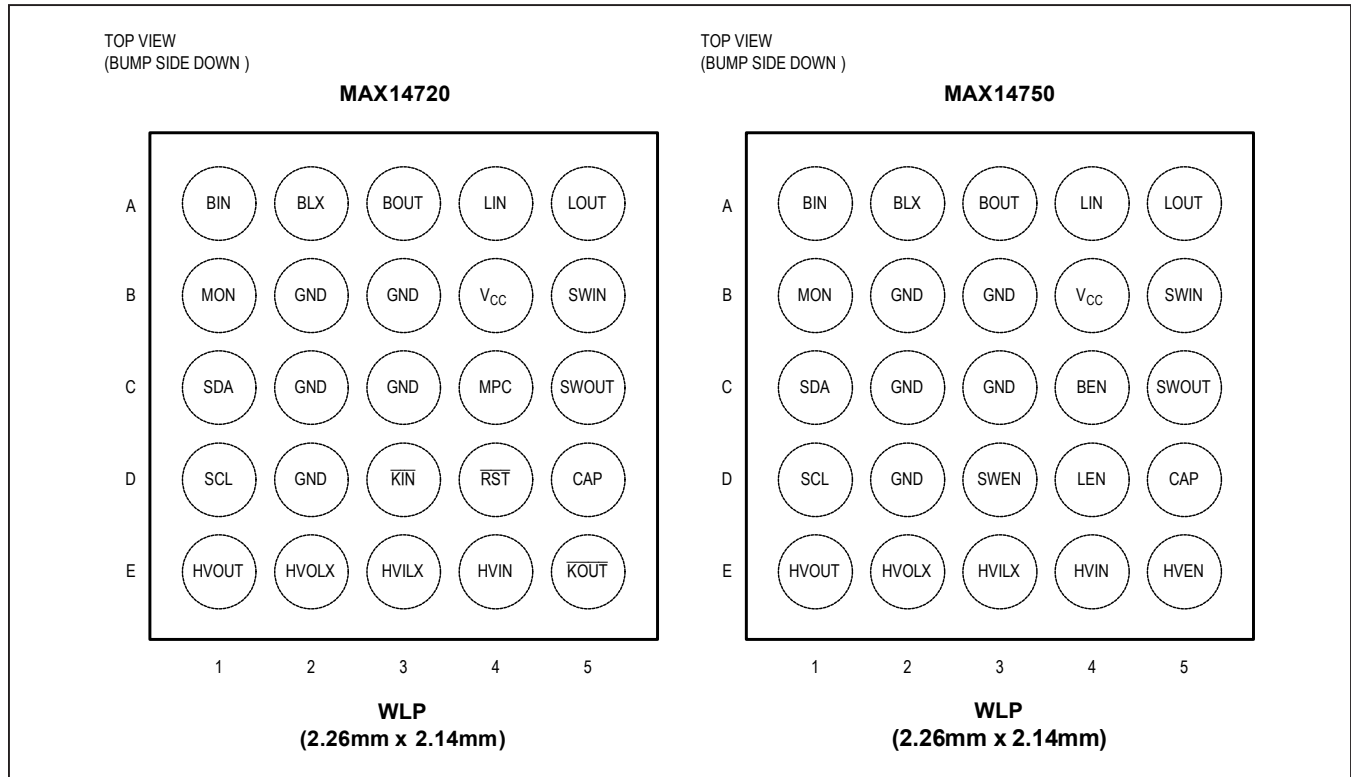 TOP VIEW
(BUMP SIDE DOWN )
MAX14720
A BIN BLX BOUT LIN LOUT
B MON GND GND VCC SWIN
C SDA GND GND MPC SWOUT
D SCL GND K̅I̅N̅ R̅S̅T̅ CAP
E HVOUT HVOLX HVILX HVIN K̅O̅U̅T̅
1 2 3 4 5
WLP
(2.26mm x 2.14mm)
TOP VIEW
(BUMP SIDE DOWN )
MAX14750
A BIN BLX BOUT LIN LOUT
B MON GND GND VCC SWIN
C SDA GND GND BEN SWOUT
D SCL GND SWEN LEN CAP
E HVOUT HVOLX HVILX HVIN HVEN
1 2 3 4 5
WLP
(2.26mm x 2.14mm)